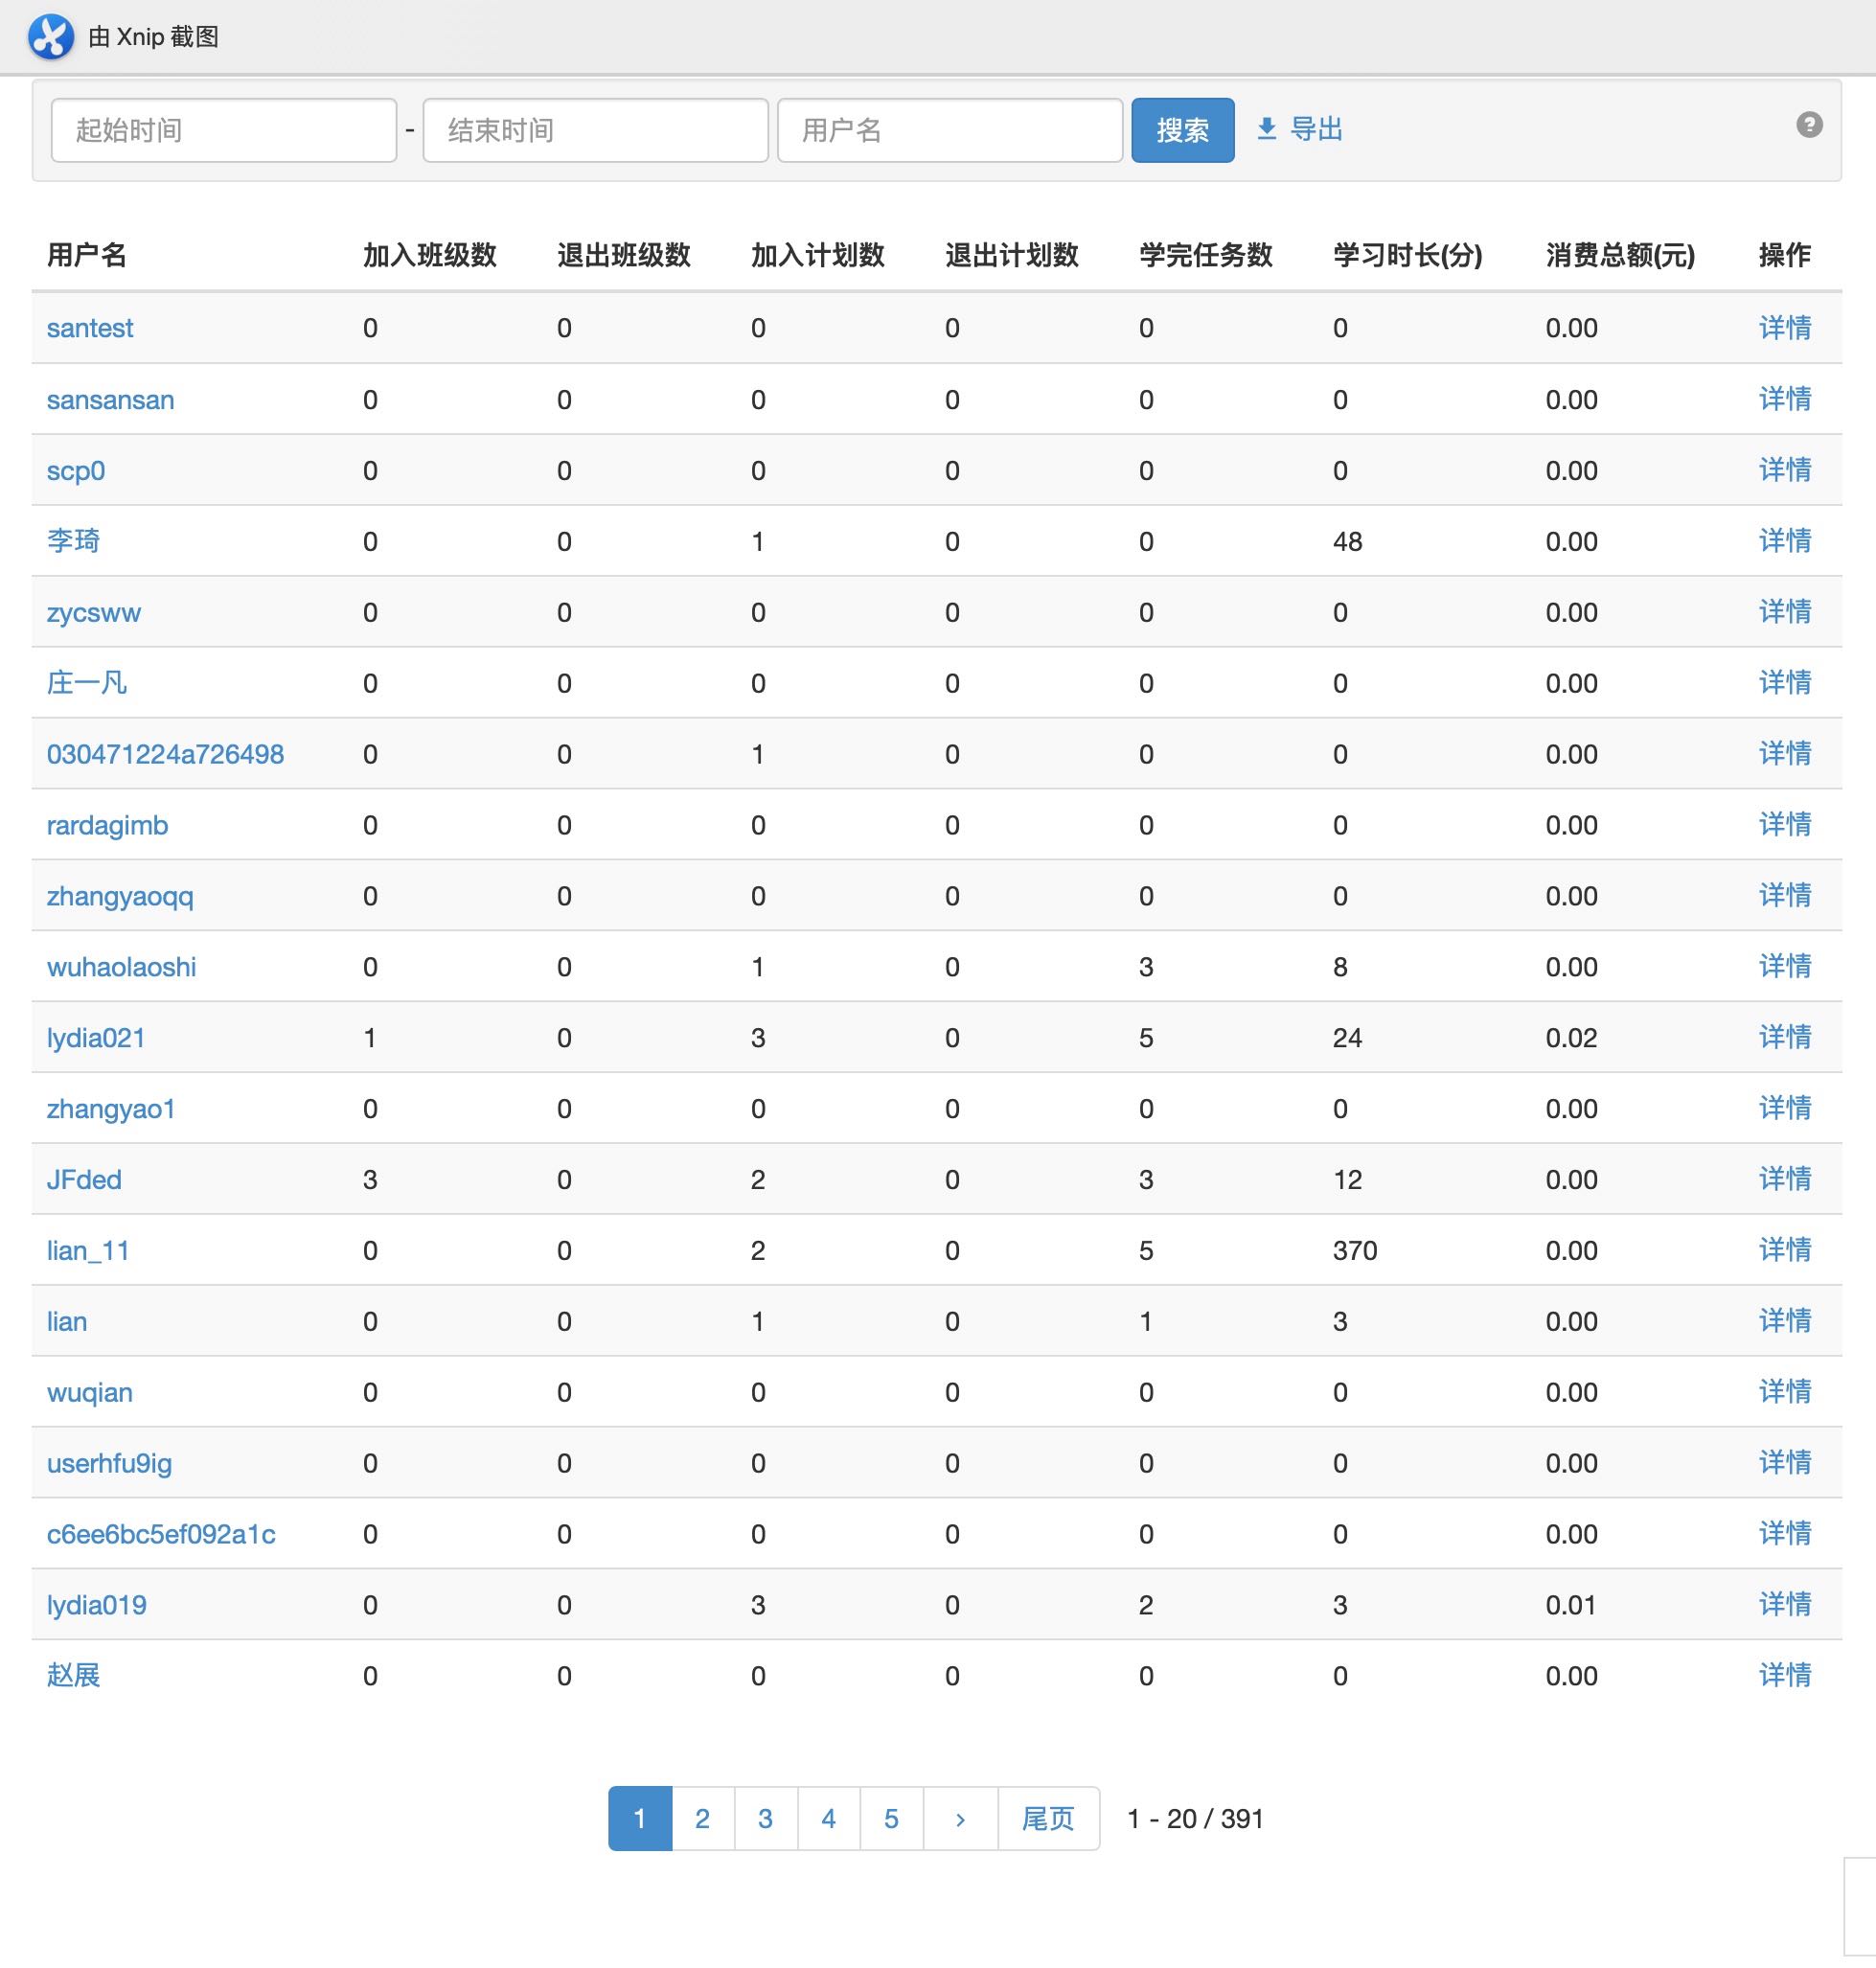 由 Xnip 截图
起始时间 - 结束时间 用户名 搜索 导出 ?
用户名 加入班级数 退出班级数 加入计划数 退出计划数 学完任务数 学习时长(分) 消费总额(元) 操作
santest 0 0 0 0 0 0 0.00 详情
sansansan 0 0 0 0 0 0 0.00 详情
scp0 0 0 0 0 0 0 0.00 详情
李琦 0 0 1 0 0 48 0.00 详情
zycsww 0 0 0 0 0 0 0.00 详情
庄一凡 0 0 0 0 0 0 0.00 详情
030471224a726498 0 0 1 0 0 0 0.00 详情
rardagimb 0 0 0 0 0 0 0.00 详情
zhangyaoqq 0 0 0 0 0 0 0.00 详情
wuhaolaoshi 0 0 1 0 3 8 0.00 详情
lydia021 1 0 3 0 5 24 0.02 详情
zhangyao1 0 0 0 0 0 0 0.00 详情
JFded 3 0 2 0 3 12 0.00 详情
lian_11 0 0 2 0 5 370 0.00 详情
lian 0 0 1 0 1 3 0.00 详情
wuqian 0 0 0 0 0 0 0.00 详情
userhfu9ig 0 0 0 0 0 0 0.00 详情
c6ee6bc5ef092a1c 0 0 0 0 0 0 0.00 详情
lydia019 0 0 3 0 2 3 0.01 详情
赵展 0 0 0 0 0 0 0.00 详情
1 2 3 4 5 › 尾页 1 - 20 / 391